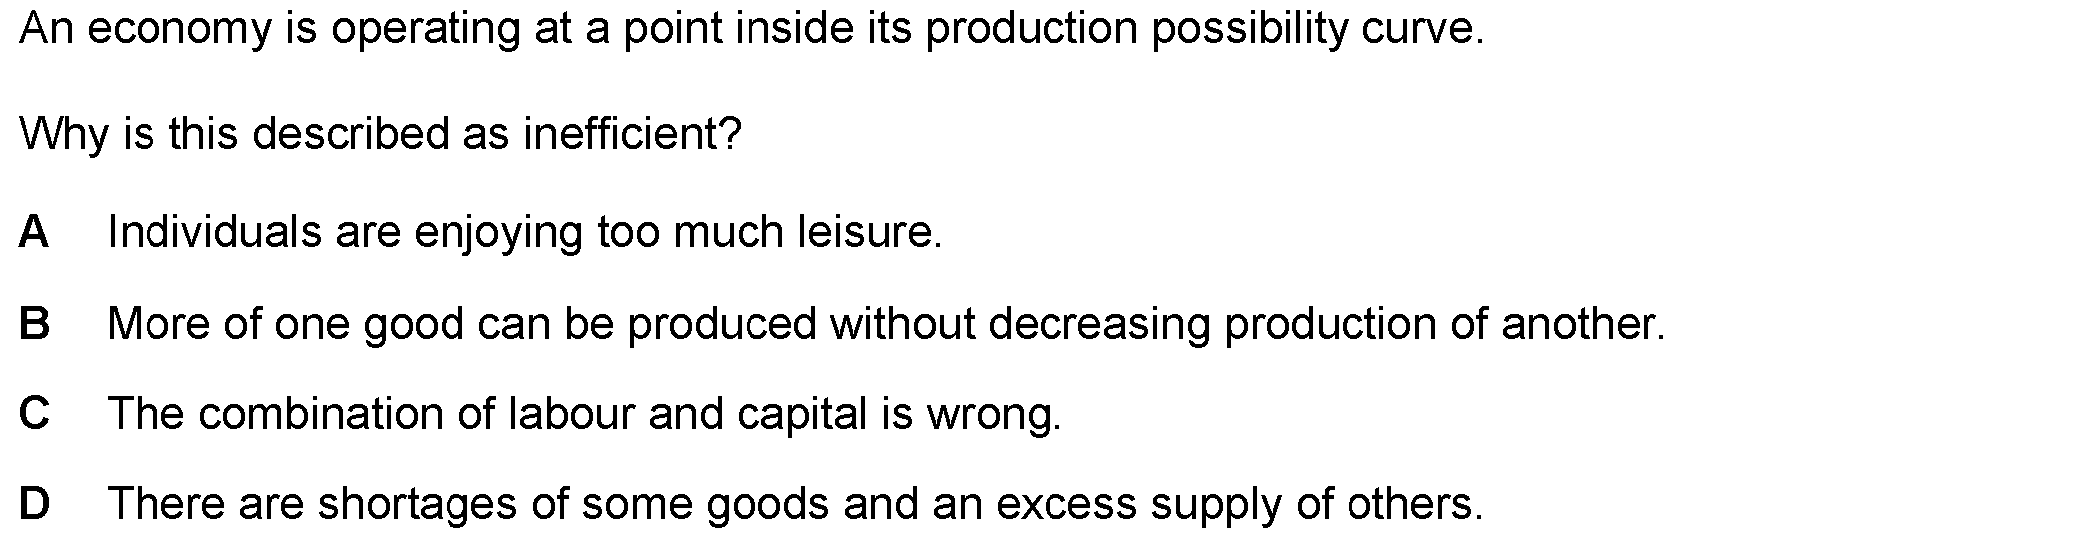 An economy is operating at a point inside its production possibility curve.
Why is this described as inefficient?
A Individuals are enjoying too much leisure.
B More of one good can be produced without decreasing production of another.
C The combination of labour and capital is wrong.
D There are shortages of some goods and an excess supply of others.